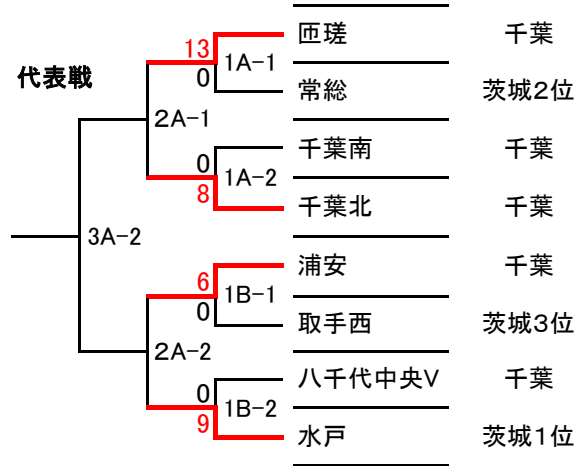 匝瑳 千葉
13
1A-1
代表戦
0
常総 茨城2位
2A-1
千葉南 千葉
0
1A-2
8
千葉北 千葉
3A-2
浦安 千葉
6
1B-1
0
取手西 茨城3位
2A-2
八千代中央V 千葉
0
1B-2
9
水戸 茨城1位